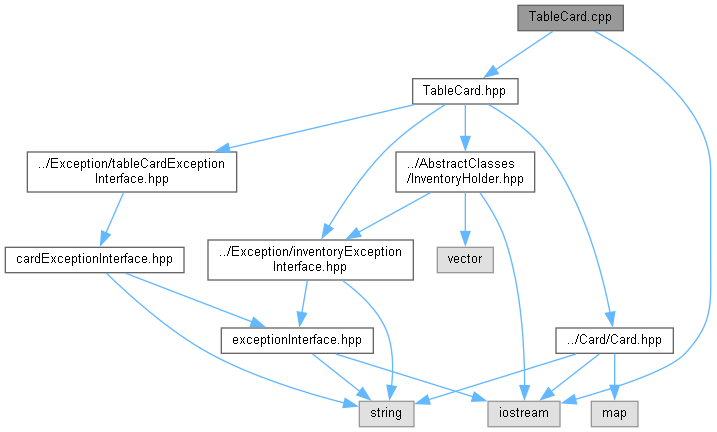 TableCard.cpp
TableCard.hpp
../Exception/tableCardException
Interface.hpp
../AbstractClasses
/InventoryHolder.hpp
cardExceptionInterface.hpp
../Exception/inventoryException
Interface.hpp
vector
exceptionInterface.hpp
../Card/Card.hpp
string
iostream
map